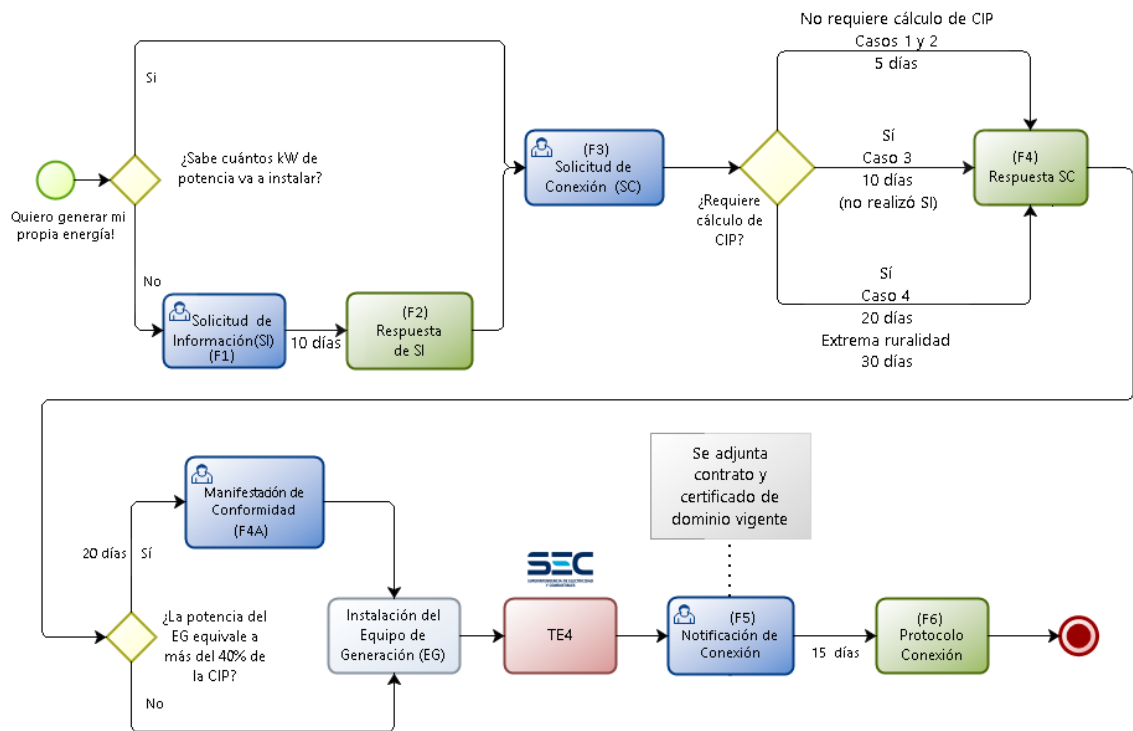 No requiere cálculo de CIP
Casos 1 y 2
5 días
Si
¿Sabe cuántos kW de
potencia va a instalar?
Quiero generar mi
propia energía!
No
Solicitud de
Información(SI)
(F1)
10 días
(F2)
Respuesta
de SI
(F3)
Solicitud de
Conexión (SC)
¿Requiere
cálculo de
CIP?
Sí
Caso 3
10 días
(no realizó SI)
(F4)
Respuesta SC
Sí
Caso 4
20 días
Extrema ruralidad
30 días
Manifestación de
Conformidad
(F4A)
20 días
Sí
¿La potencia del
EG equivale a
más del 40% de
la CIP?
No
Instalación del
Equipo de
Generación (EG)
SEC
SUPERINTENDENCIA DE ELECTRICIDAD
Y COMBUSTIBLES
TE4
Se adjunta
contrato y
certificado de
dominio vigente
(F5)
Notificación de
Conexión
15 días
(F6)
Protocolo
Conexión